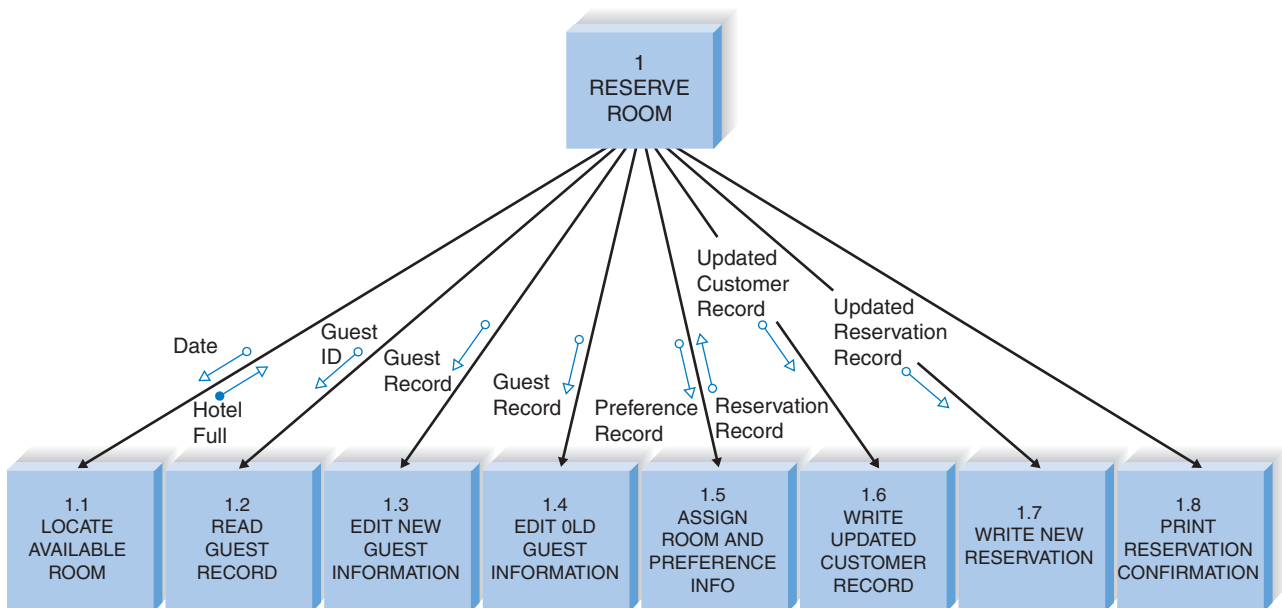 1
RESERVE
ROOM
Updated
Customer
Record
Updated
Reservation
Record
Date
Guest
ID
Guest
Record
Guest
Record
Hotel
Full
Preference
Record
Reservation
Record
1.1
LOCATE
AVAILABLE
ROOM
1.2
READ
GUEST
RECORD
1.3
EDIT NEW
GUEST
INFORMATION
1.4
EDIT 0LD
GUEST
INFORMATION
1.5
ASSIGN
ROOM AND
PREFERENCE
INFO
1.6
WRITE
UPDATED
CUSTOMER
RECORD
1.7
WRITE NEW
RESERVATION
1.8
PRINT
RESERVATION
CONFIRMATION